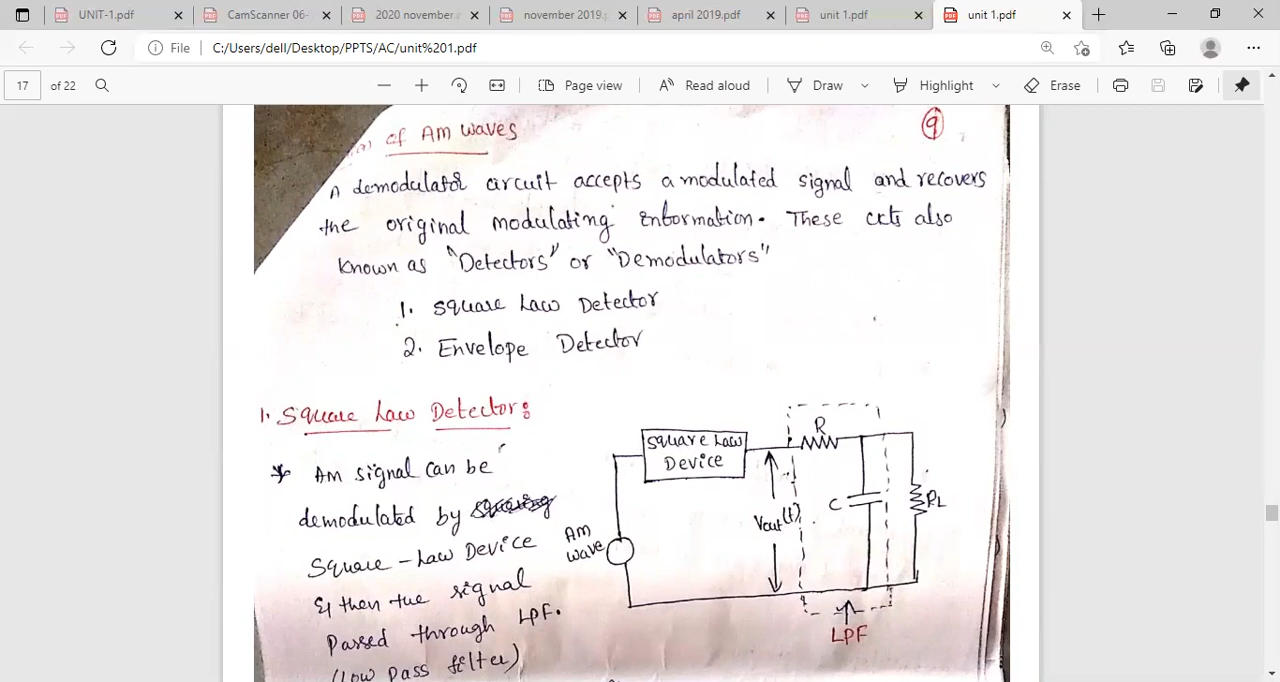 UNIT-1.pdf
CamScanner 06-
2020 november.
november 2019.p
april 2019.pdf
unit 1.pdf
unit 1.pdf
File
C:/Users/dell/Desktop/PPTS/AC/unit%201.pdf
17 of 22
Page view
Read aloud
Draw
Highlight
Erase
of AM waves
9
A demodulator circuit accepts a modulated signal and recovers
the original modulating information. These ckts also
known as "Detectors" or "Demodulators"
1. Square Law Detector
2. Envelope Detector
1. Square Law Detector:
* Am signal can be
demodulated by
Square-Law Device
& then the signal
Passed through LPF.
(Low pass filter)
Square Law
Device
Am
wave
Vout(t)
R
C
RL
LPF